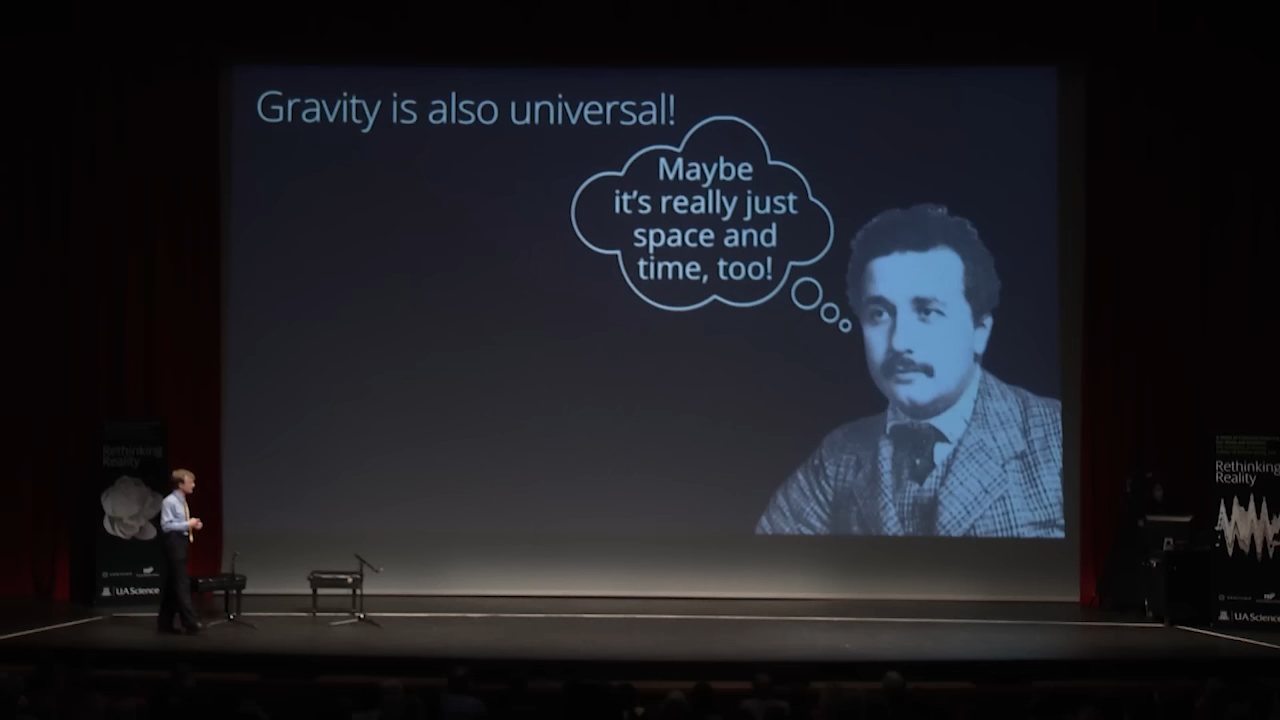 Gravity is also universal!
Maybe
it's really just
space and
time, too!
Rethinking
Reality
UA Science
Rethinking
Reality
UA Science